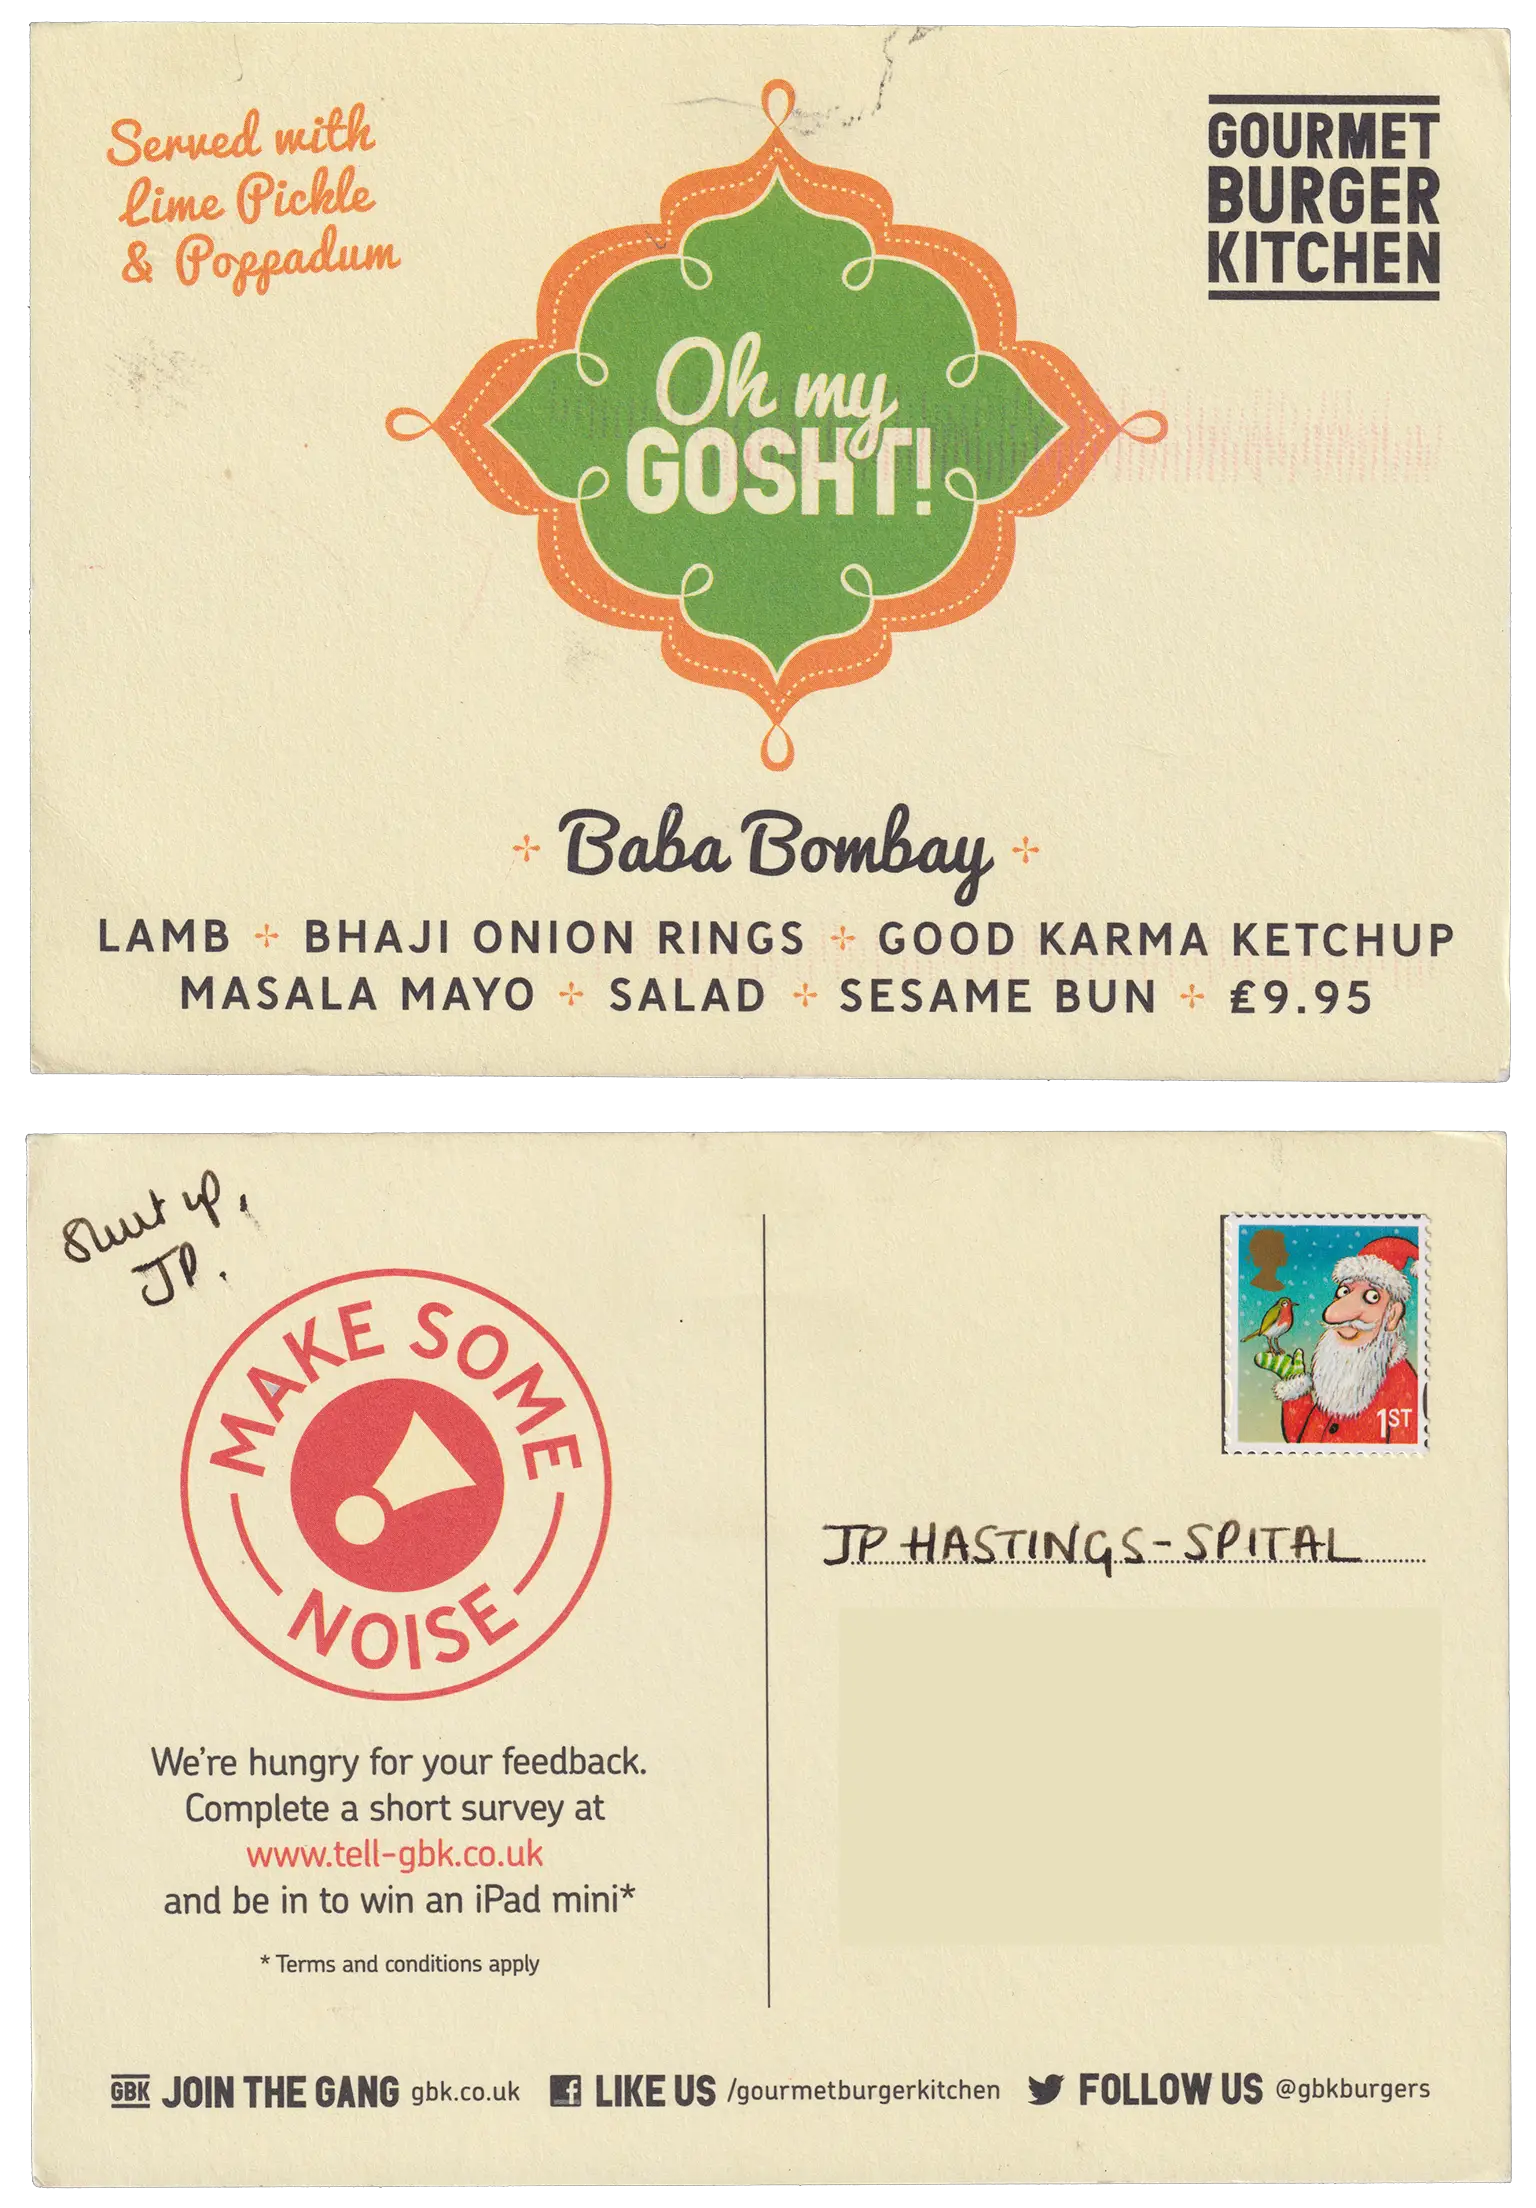 Served with
Lime Pickle
& Poppadum
GOURMET
BURGER
KITCHEN
Oh my
GOSHT!
Baba Bombay
LAMB + BHAJI ONION RINGS + GOOD KARMA KETCHUP
MASALA MAYO + SALAD + SESAME BUN + £9.95
Shut up,
JP.
MAKE SOME
NOISE
We're hungry for your feedback.
Complete a short survey at
www.tell-gbk.co.uk
and be in to win an iPad mini*
* Terms and conditions apply
1ST
JP HASTINGS-SPITAL
GBK JOIN THE GANG gbk.co.uk f LIKE US /gourmetburgerkitchen FOLLOW US @gbkburgers